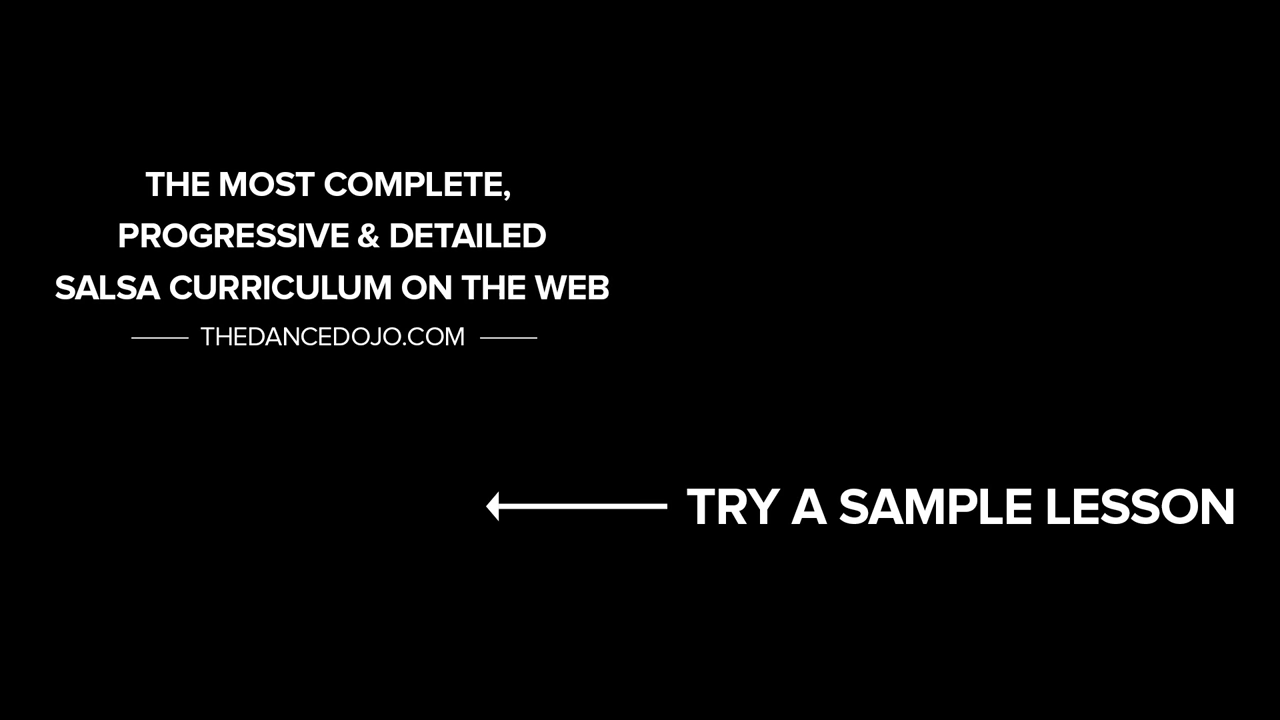 THE MOST COMPLETE,
PROGRESSIVE & DETAILED
SALSA CURRICULUM ON THE WEB
THEDANCEDOJO.COM
TRY A SAMPLE LESSON